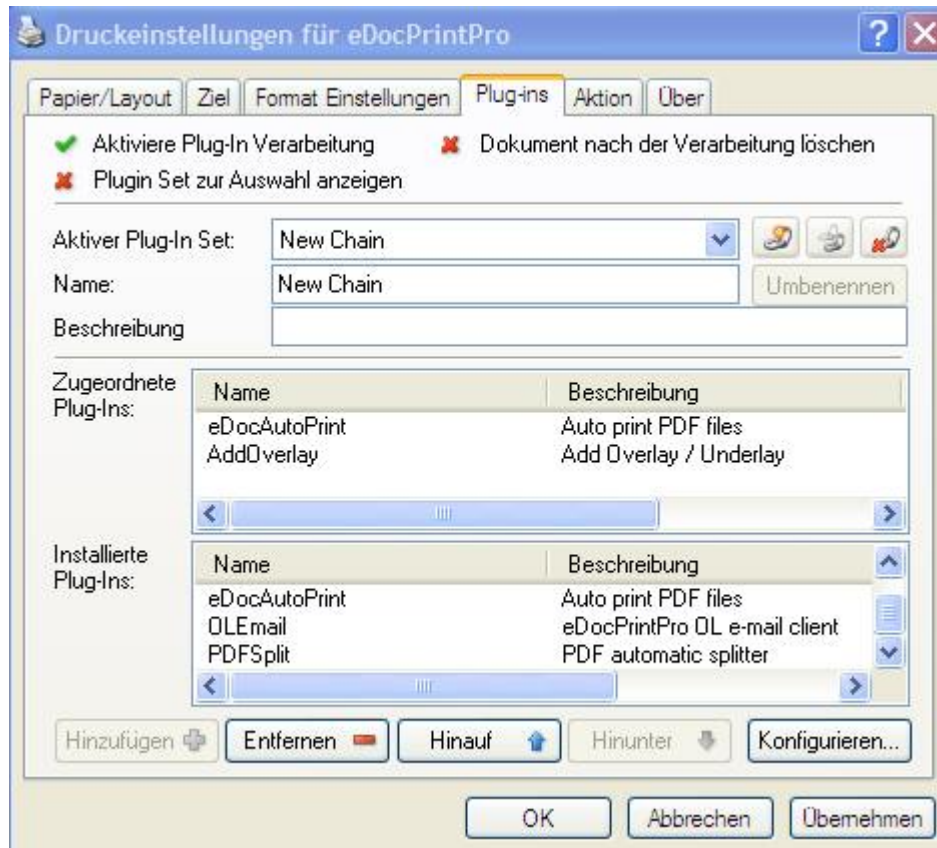 Druckeinstellungen für eDocPrintPro
Papier/Layout Ziel Format Einstellungen Plug-ins Aktion Über
Aktiviere Plug-In Verarbeitung Dokument nach der Verarbeitung löschen
Plugin Set zur Auswahl anzeigen
Aktiver Plug-In Set: New Chain
Name: New Chain Umbenennen
Beschreibung
Zugeordnete Plug-Ins:
Name Beschreibung
eDocAutoPrint Auto print PDF files
AddOverlay Add Overlay / Underlay
Installierte Plug-Ins:
Name Beschreibung
eDocAutoPrint Auto print PDF files
OLEmail eDocPrintPro OL e-mail client
PDFSplit PDF automatic splitter
Hinzufügen Entfernen Hinauf Hinunter Konfigurieren...
OK Abbrechen Übernehmen